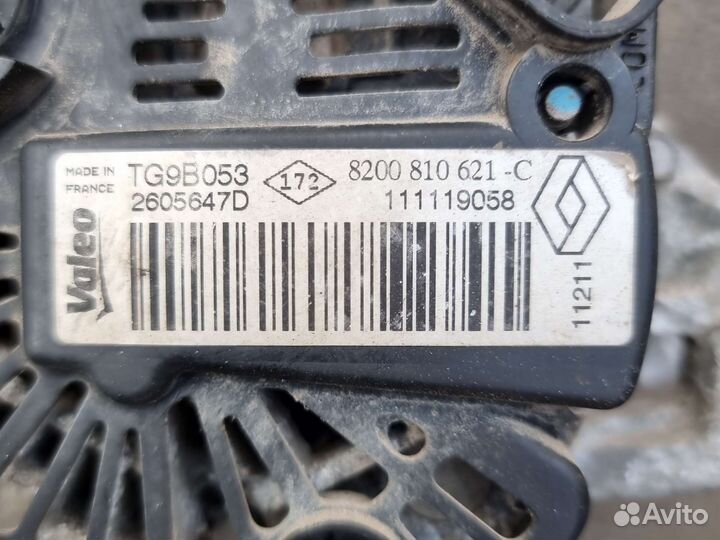 MADE IN
FRANCE
TG9B053
172
8200 810 621 -C
2605647D
111119058
Valeo
11211
Avito